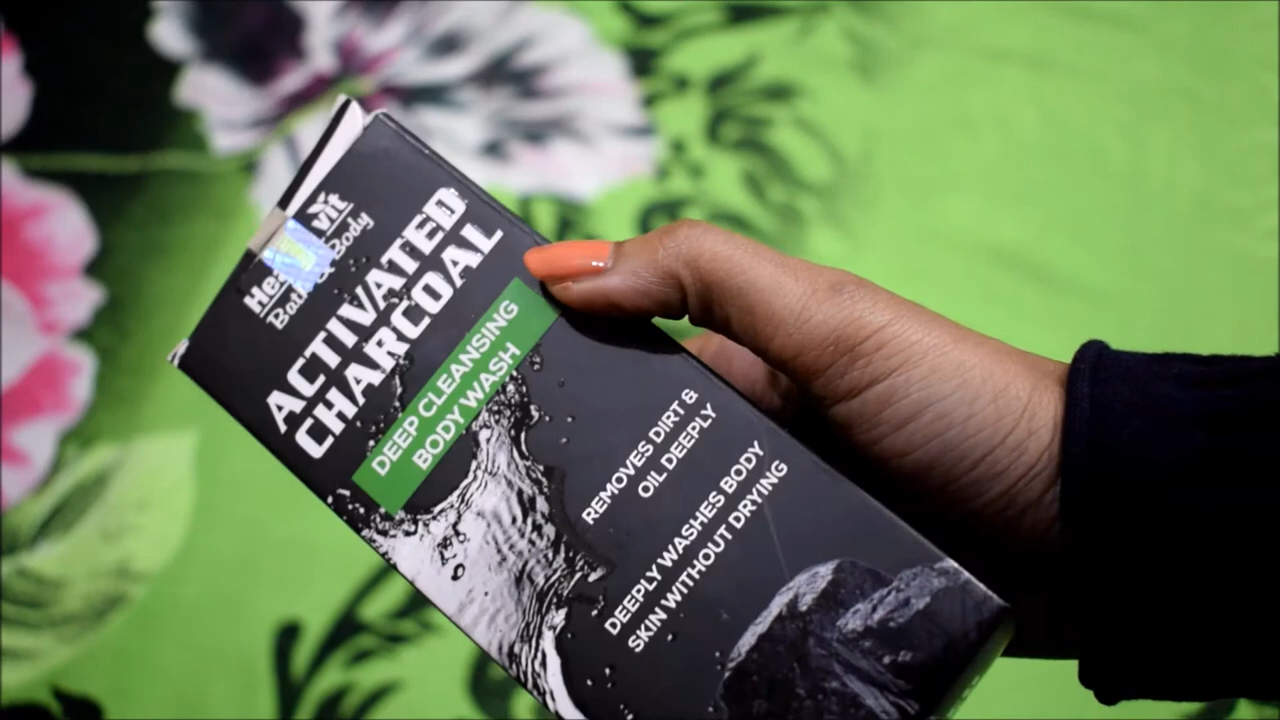 Bath & Body
ACTIVATED
CHARCOAL
DEEP CLEANSING
BODY WASH
REMOVES DIRT &
OIL DEEPLY
DEEPLY WASHES BODY
SKIN WITHOUT DRYING